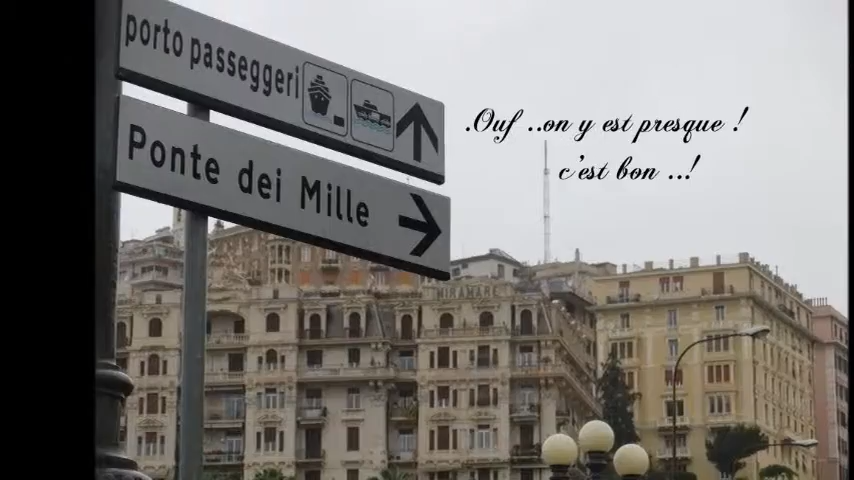 porto passeggeri
Ponte dei Mille
.Ouf ..on y est presque !
c'est bon ..!
MIRAMARE